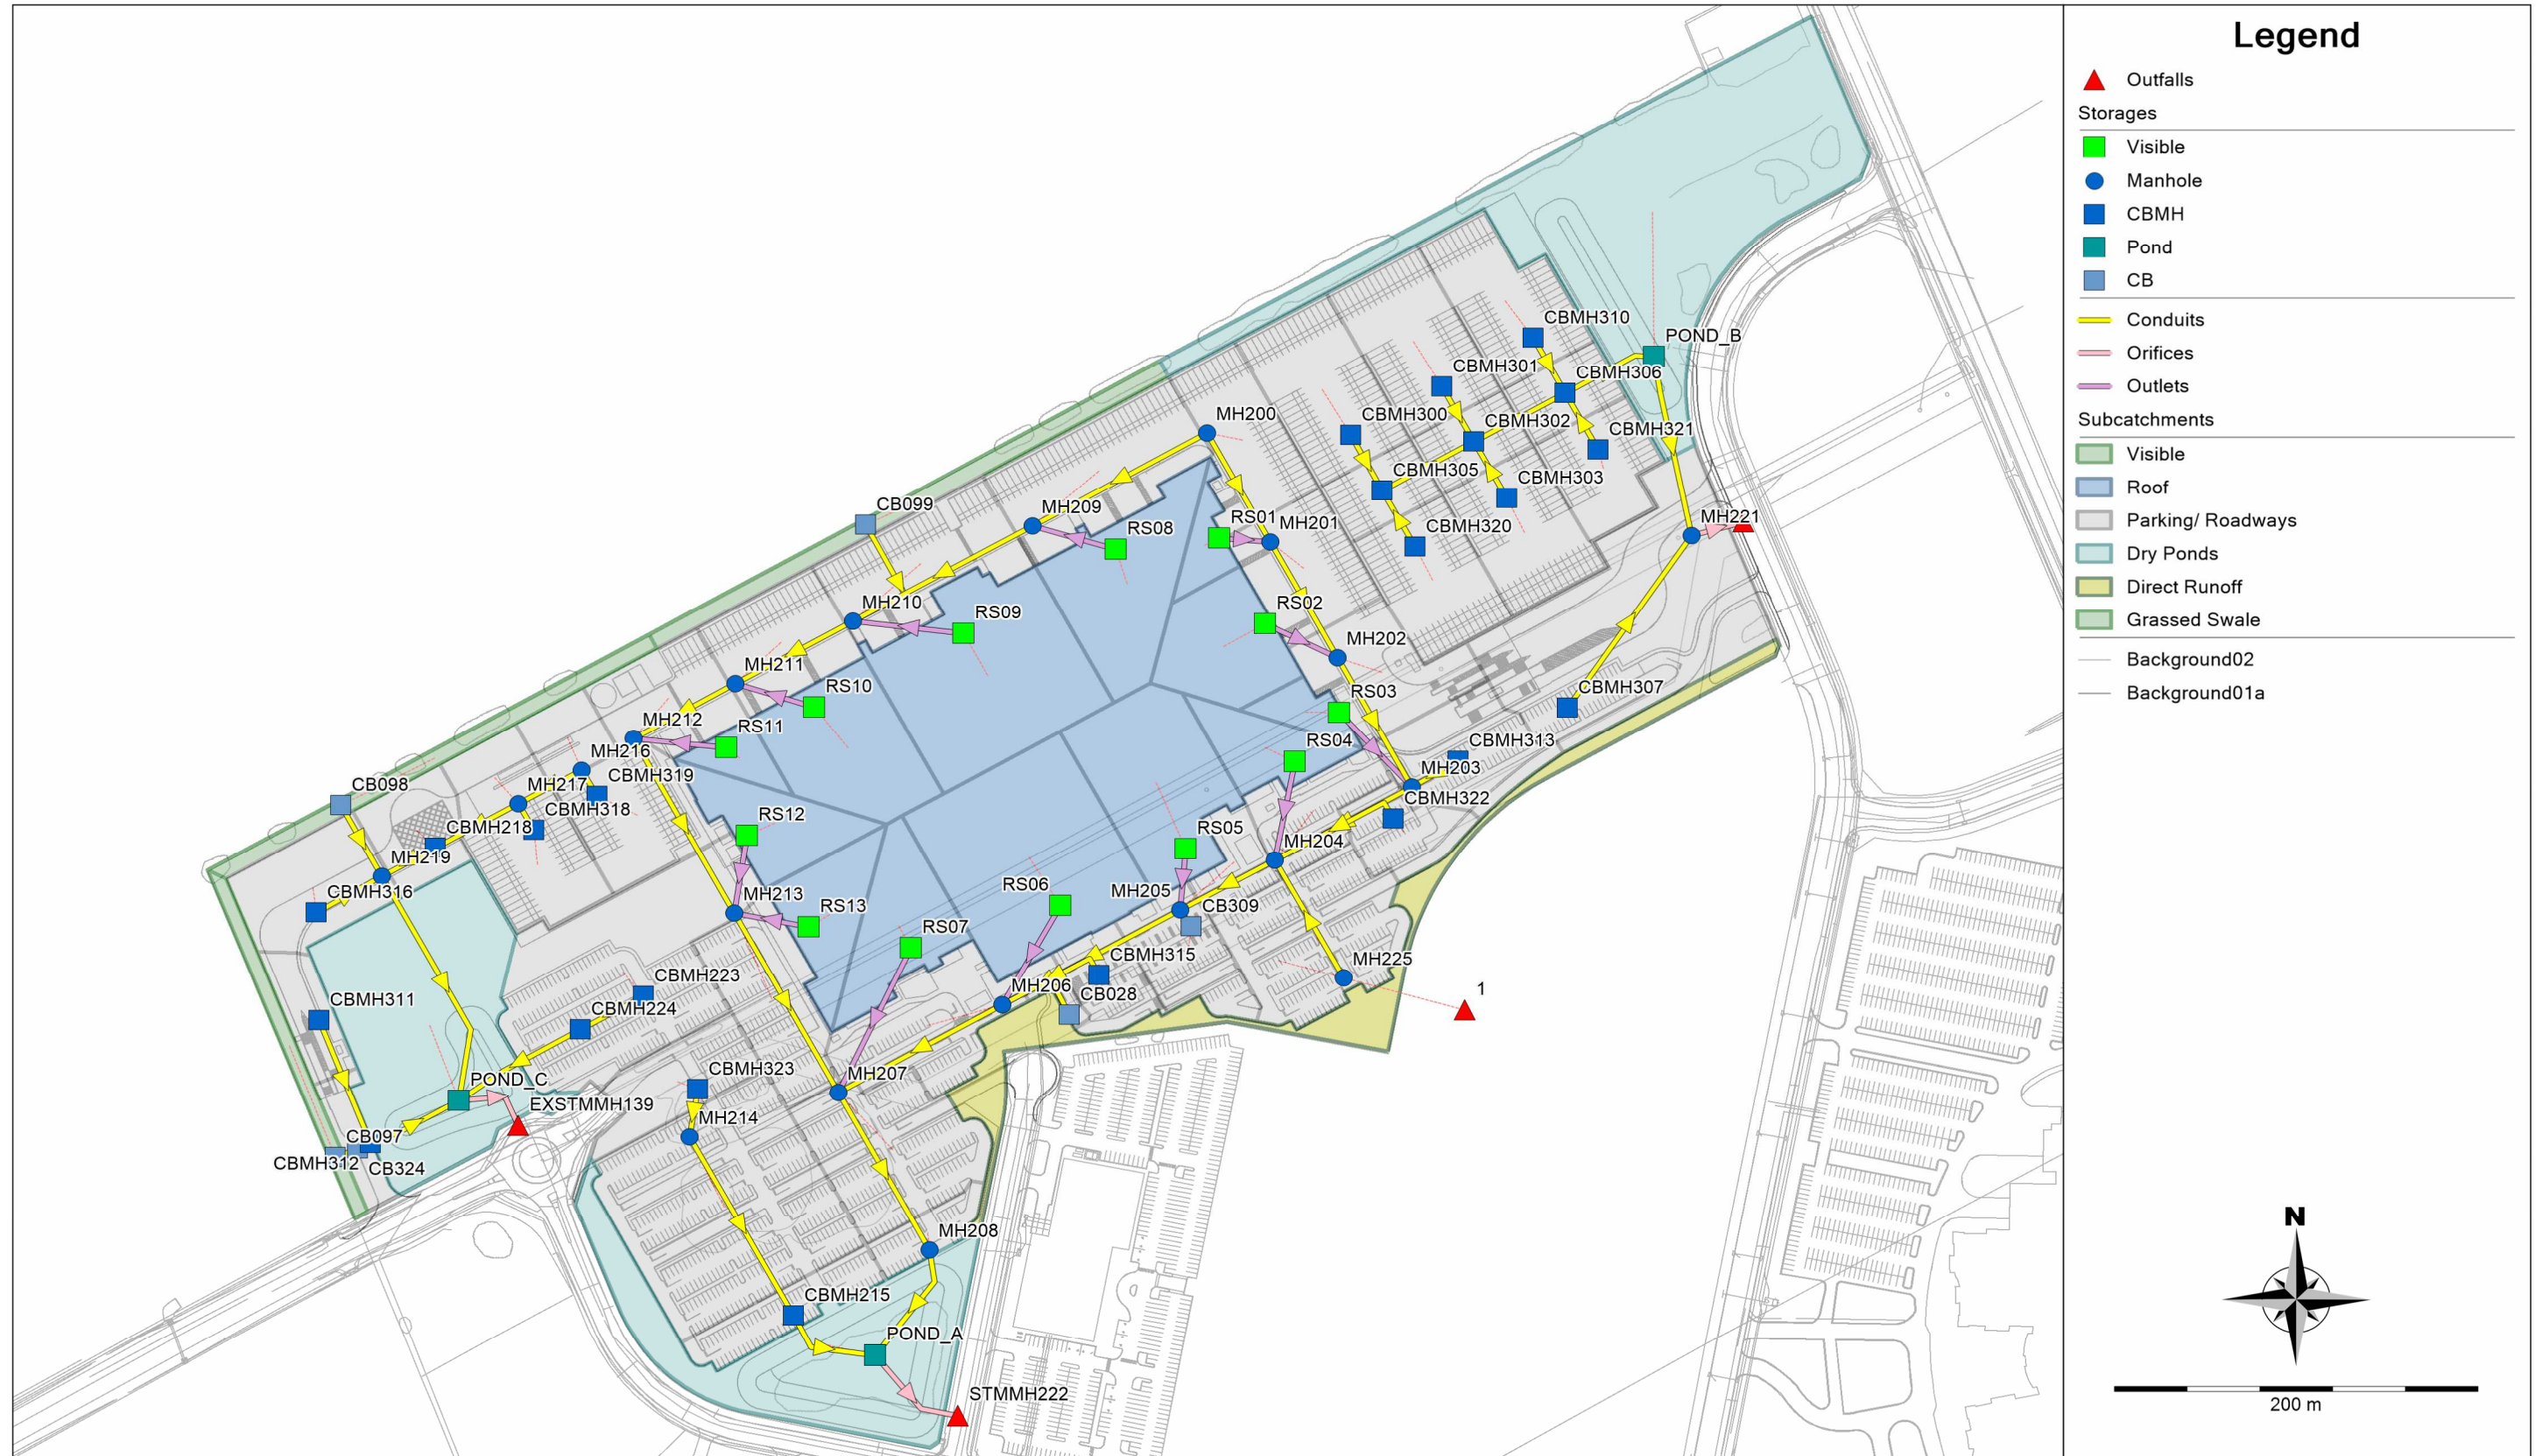 Legend
Outfalls
Storages
Visible
Manhole
CBMH
Pond
CB
Conduits
Orifices
Outlets
Subcatchments
Visible
Roof
Parking/ Roadways
Dry Ponds
Direct Runoff
Grassed Swale
Background02
Background01a
N
200 m
CBMH310
POND_B
CBMH301
CBMH306
MH200
CBMH300
CBMH302
CBMH321
CBMH305
CBMH303
CB099
MH209
RS08
RS01
MH201
CBMH320
MH221
MH210
RS09
RS02
MH202
MH211
RS10
RS03
CBMH307
MH212
RS11
RS04
CBMH313
MH216
CBMH319
MH203
CB098
MH217
CBMH318
CBMH322
CBMH218
RS12
RS05
MH204
MH219
CBMH316
RS06
MH205
CB309
MH213
RS13
RS07
CBMH315
MH225
CBMH223
MH206
CB028
1
CBMH311
CBMH224
CBMH323
MH207
POND_C
EXSTMMH139
MH214
CB097
CBMH312
CB324
MH208
CBMH215
POND_A
STMMH222